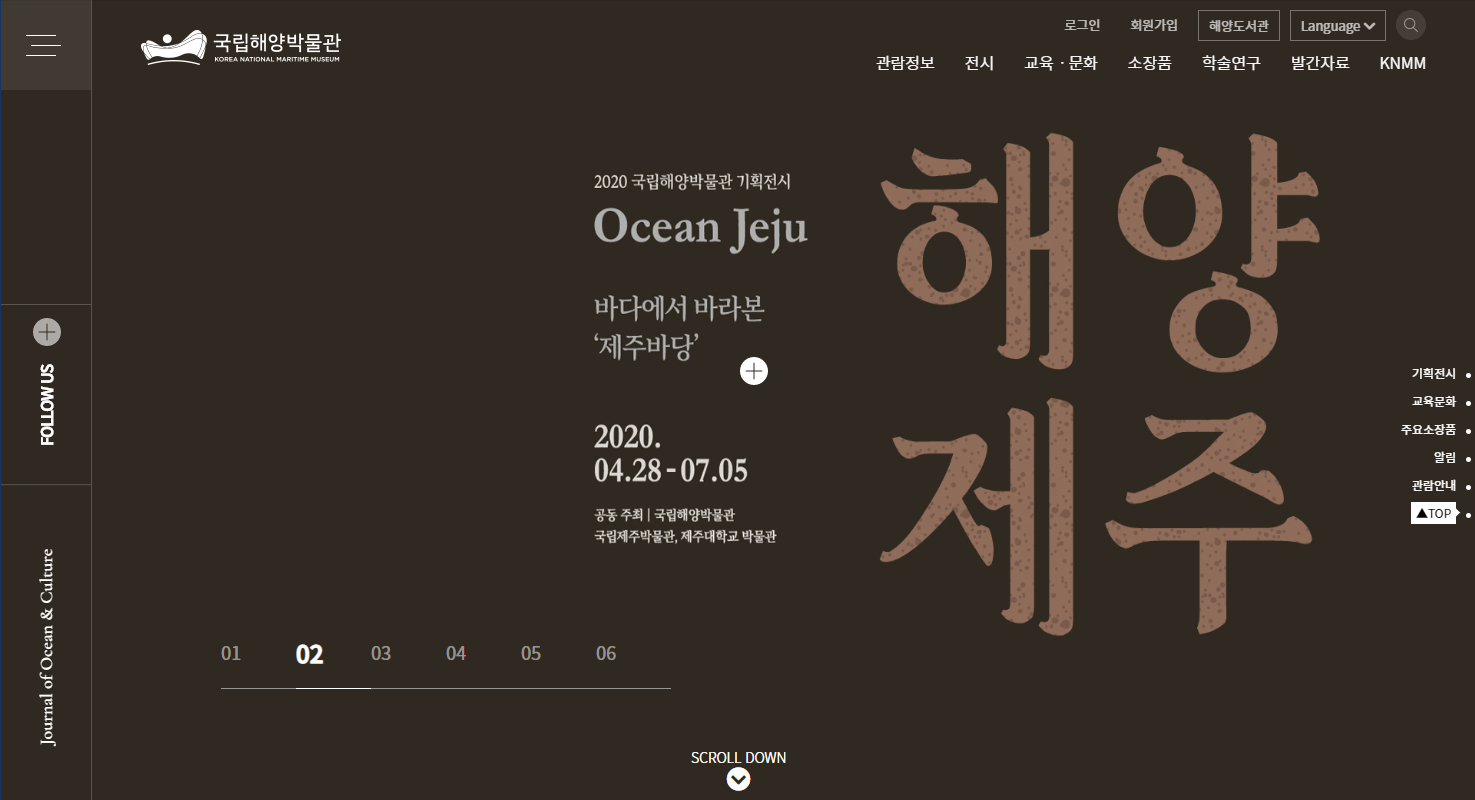 국립해양박물관
KOREA NATIONAL MARITIME MUSEUM
로그인 회원가입 해양도서관 Language
관람정보 전시 교육 · 문화 소장품 학술연구 발간자료 KNMM
FOLLOW US
Journal of Ocean & Culture
2020 국립해양박물관 기획전시
Ocean Jeju
바다에서 바라본
‘제주바당’
2020.
04.28 - 07.05
공동 주최 | 국립해양박물관
국립제주박물관, 제주대학교 박물관
해양
제주
기획전시
교육문화
주요소장품
알림
관람안내
▲TOP
01 02 03 04 05 06
SCROLL DOWN